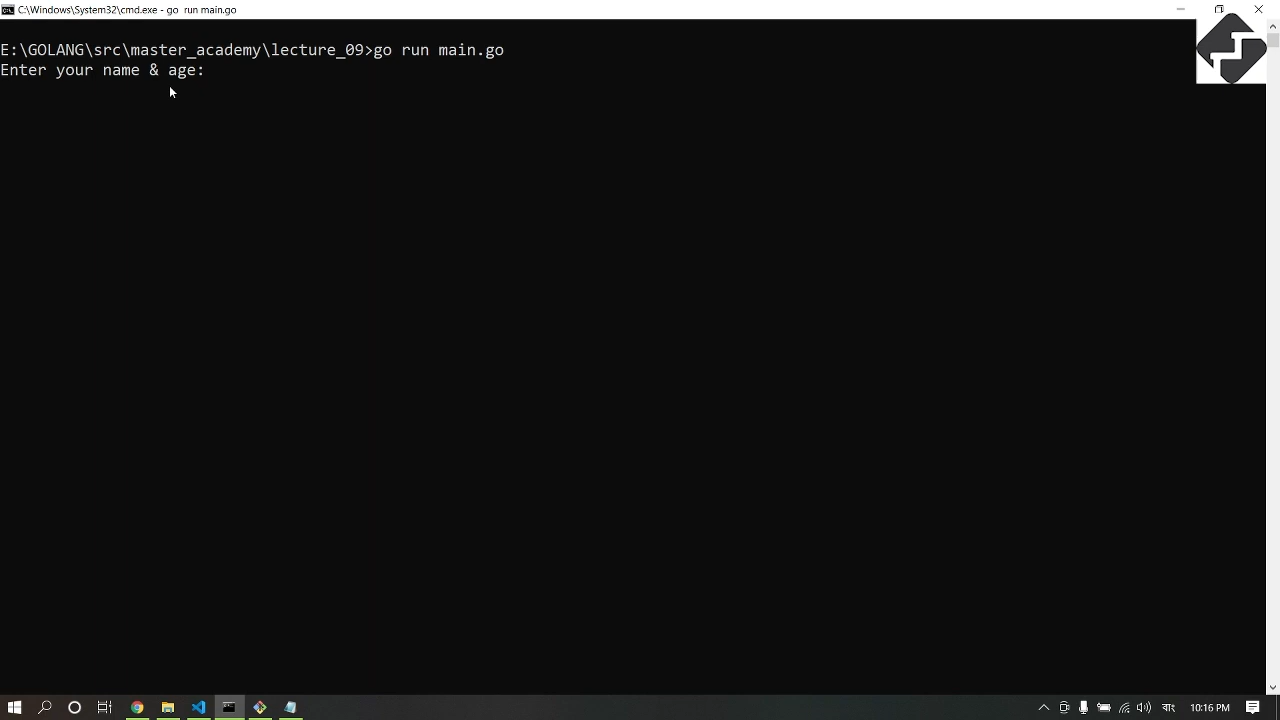 C:\Windows\System32\cmd.exe - go  run main.go
E:\GOLANG\src\master_academy\lecture_09>go run main.go
Enter your name & age:
বাং
10:16 PM